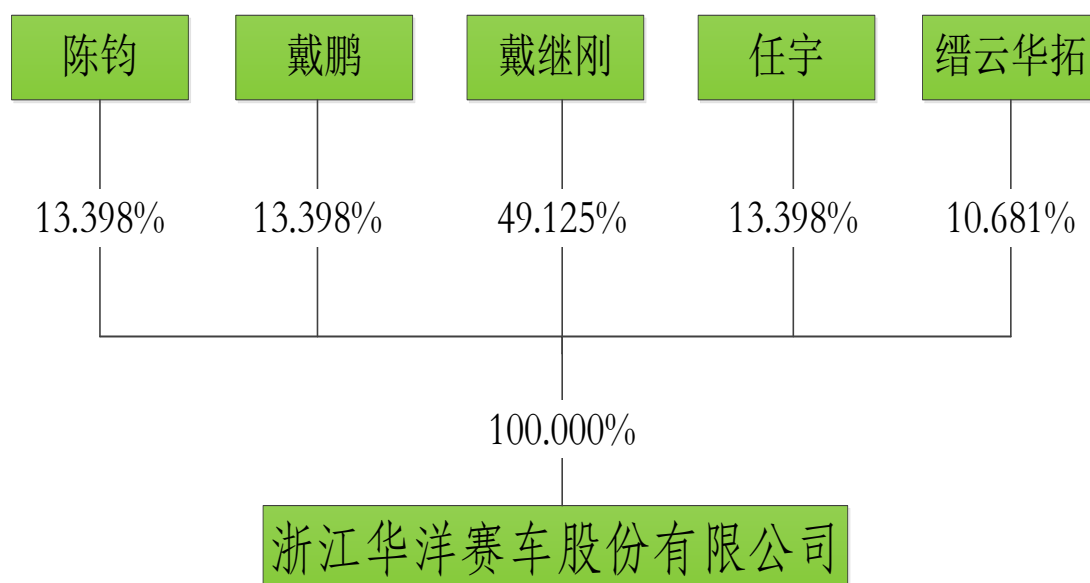 陈钧
戴鹏
戴继刚
任宇
缙云华拓
13.398%
13.398%
49.125%
13.398%
10.681%
100.000%
浙江华洋赛车股份有限公司